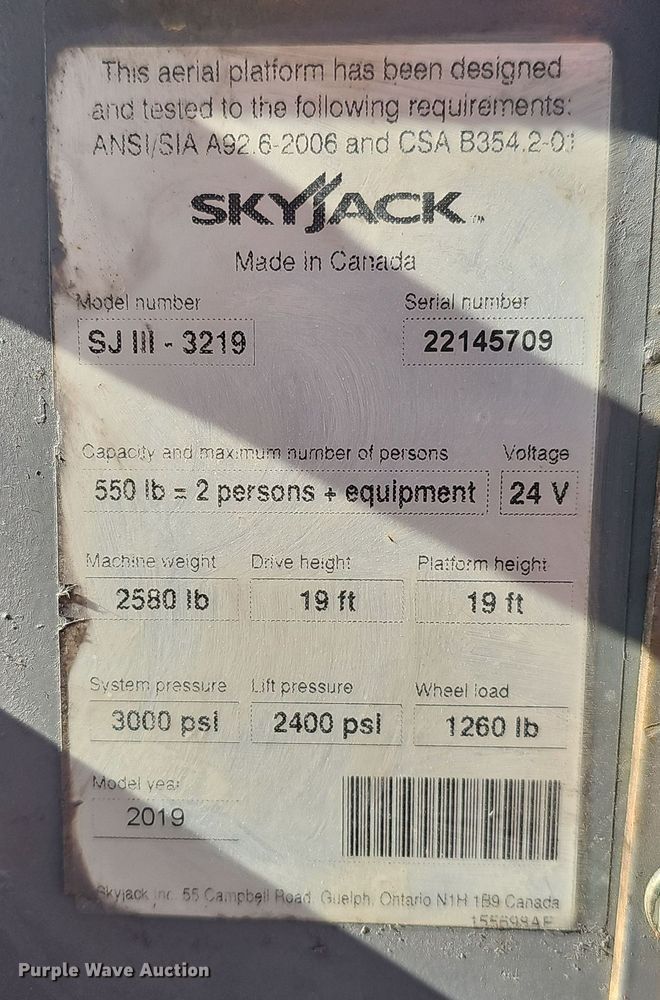 This aerial platform has been designed
and tested to the following requirements:
ANSI/SIA A92.6-2006 and CSA B354.2-01
SKYJACK ™
Made in Canada
Model number Serial number
SJ III - 3219 22145709
Capacity and maximum number of persons Voltage
550 lb = 2 persons + equipment 24 V
Machine weight Drive height Platform height
2580 lb 19 ft 19 ft
System pressure Lift pressure Wheel load
3000 psi 2400 psi 1260 lb
Model year
2019
Skyjack Inc. 55 Campbell Road, Guelph, Ontario N1H 1B9 Canada
155698AE
Purple Wave Auction